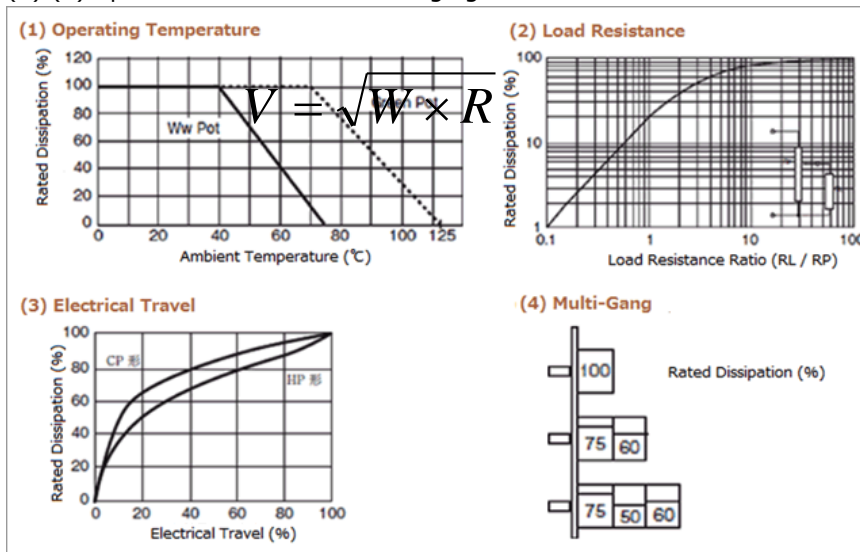 (1) Operating Temperature
Rated Dissipation (%)
120
100
80
60
40
20
0
Ww Pot
Green Pot
V = √W × R
0 20 40 60 80 100 125
Ambient Temperature (℃)
(2) Load Resistance
Rated Dissipation (%)
100
10
1
0.1 1 10 100
Load Resistance Ratio (RL / RP)
(3) Electrical Travel
Rated Dissipation (%)
100
80
60
40
20
0
CP 形
HP 形
0 20 40 60 80 100
Electrical Travel (%)
(4) Multi-Gang
100
Rated Dissipation (%)
75 60
75 50 60